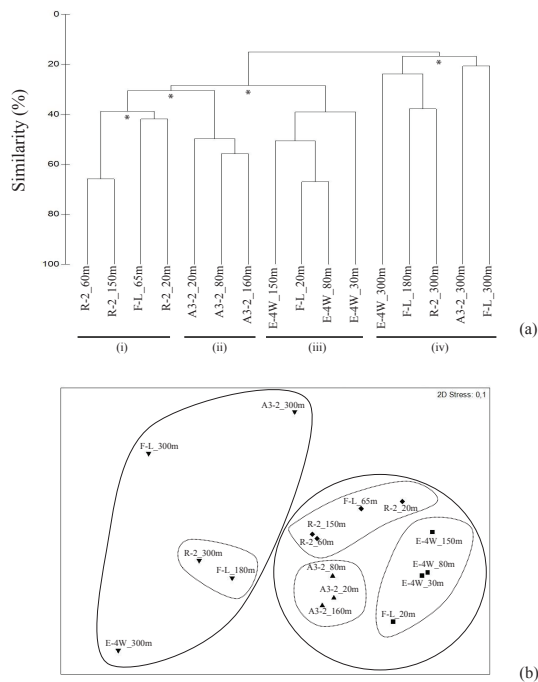 0
20
40
60
80
100
Similarity (%)
*
*
*
*
R-2_60m
R-2_150m
F-L_65m
R-2_20m
A3-2_20m
A3-2_80m
A3-2_160m
E-4W_150m
F-L_20m
E-4W_80m
E-4W_30m
E-4W_300m
F-L_180m
R-2_300m
A3-2_300m
F-L_300m
(i)
(ii)
(iii)
(iv)
(a)
2D Stress: 0,1
A3-2_300m
F-L_300m
F-L_65m
R-2_20m
R-2_150m
R-2_60m
E-4W_150m
R-2_300m
F-L_180m
A3-2_80m
E-4W_80m
E-4W_30m
A3-2_20m
A3-2_160m
F-L_20m
E-4W_300m
(b)